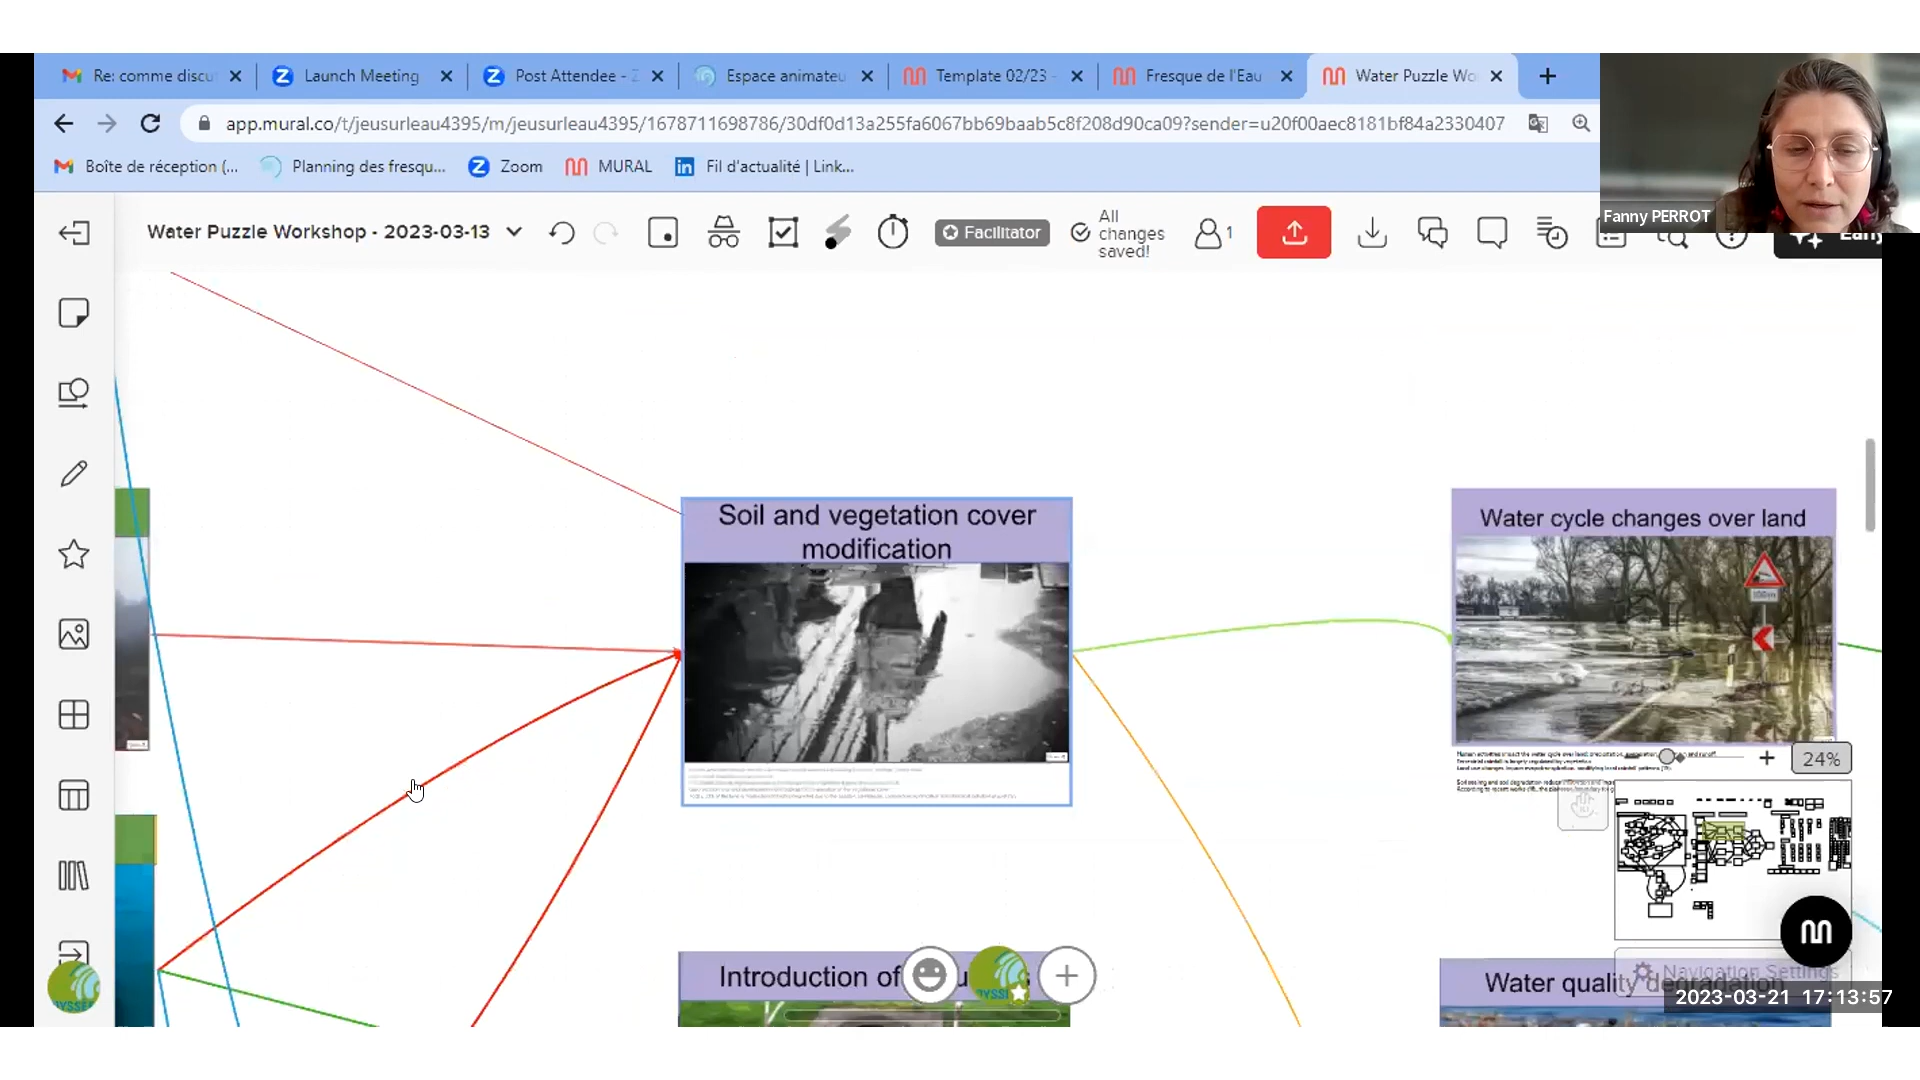 Re: comme discu
Launch Meeting
Post Attendee - Z
Espace animateu
Template 02/23 -
Fresque de l'Eau
Water Puzzle Wo
app.mural.co/t/jeusurleau4395/m/jeusurleau4395/1678711698786/30df0d13a255fa6067bb69baab5c8f208d90ca09?sender=u20f00aec8181bf84a2330407
Boîte de réception (...
Planning des fresqu...
Zoom
MURAL
Fil d'actualité | Link...
Fanny PERROT
Water Puzzle Workshop - 2023-03-13
Facilitator
All
changes
saved!
1
Soil and vegetation cover
modification
Water cycle changes over land
100m
24%
Introduction of
Water quality degradation
Navigation Settings
2023-03-21 17:13:57